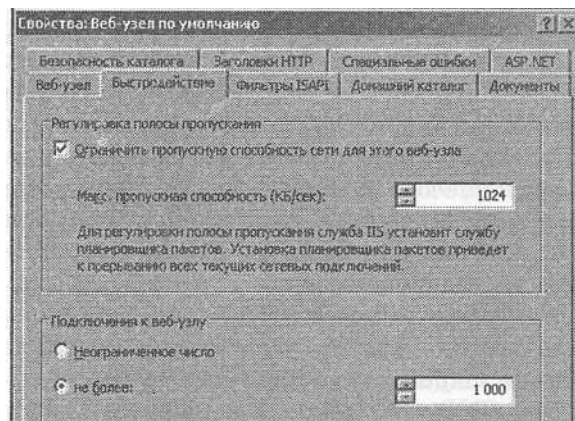 Свойства: Веб-узел по умолчанию
Безопасность каталога Заголовки HTTP Специальные ошибки ASP.NET
Веб-узел Быстродействие Фильтры ISAPI Домашний каталог Документы
Регулировка полосы пропускания
Ограничить пропускную способность сети для этого веб-узла
Макс. пропускная способность (КБ/сек): 1024
Для регулировки полосы пропускания служба IIS установит службу
планировщика пакетов. Установка планировщика пакетов приведет
к прерыванию всех текущих сетевых подключений.
Подключения к веб-узлу
Неограниченное число
не более: 1 000